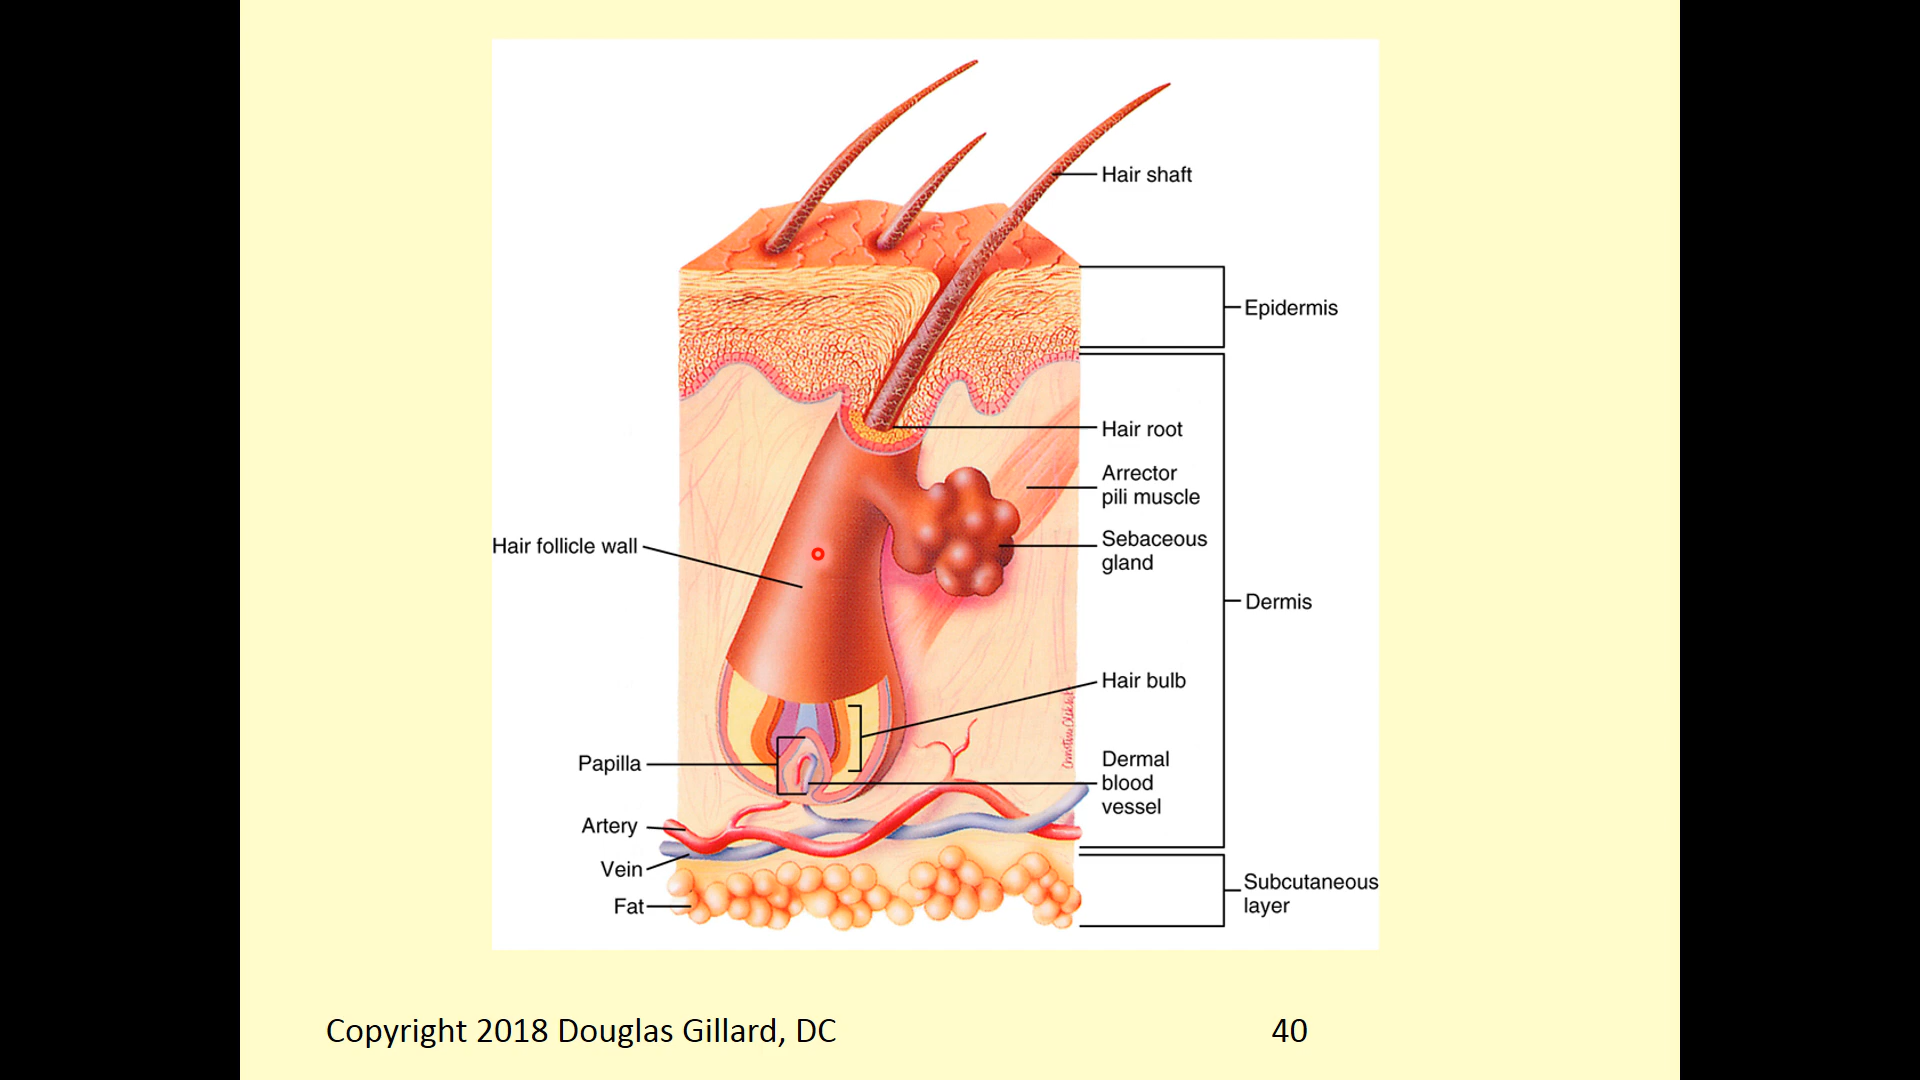 Hair shaft
Epidermis
Hair root
Arrector
pili muscle
Sebaceous
gland
Hair follicle wall
Dermis
Hair bulb
Papilla
Dermal
blood
vessel
Artery
Vein
Fat
Subcutaneous
layer
Copyright 2018 Douglas Gillard, DC
40